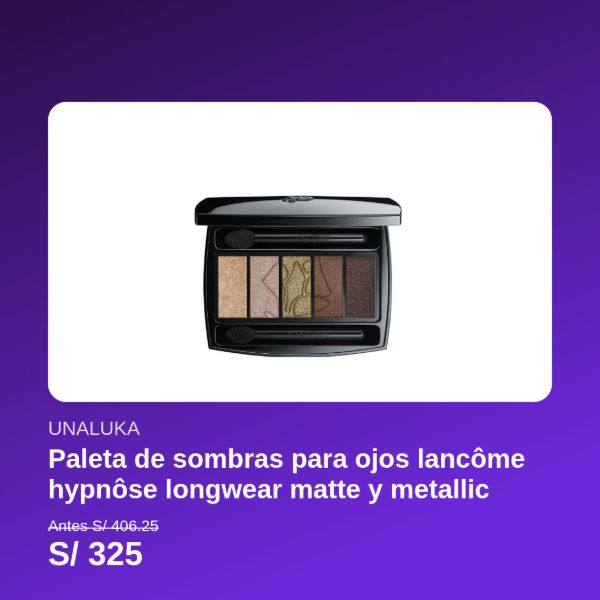 UNALUKA
Paleta de sombras para ojos lancôme
hypnôse longwear matte y metallic
Antes S/ 406.25
S/ 325